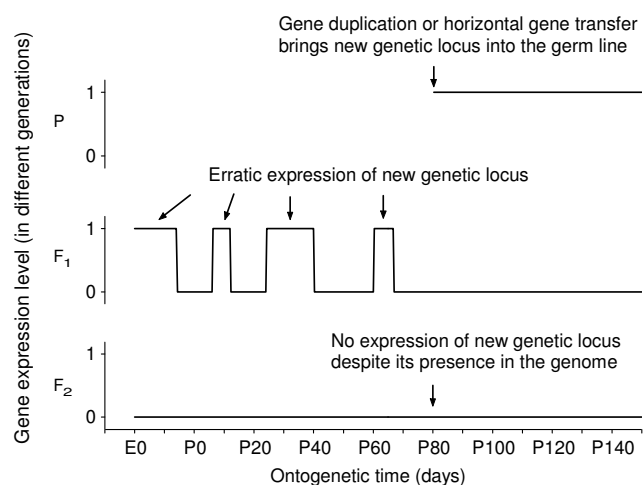 Gene duplication or horizontal gene transfer
brings new genetic locus into the germ line
1
P
0
Erratic expression of new genetic locus
1
F1
0
No expression of new genetic locus
despite its presence in the genome
1
F2
0
E0 P0 P20 P40 P60 P80 P100 P120 P140
Ontogenetic time (days)
Gene expression level (in different generations)